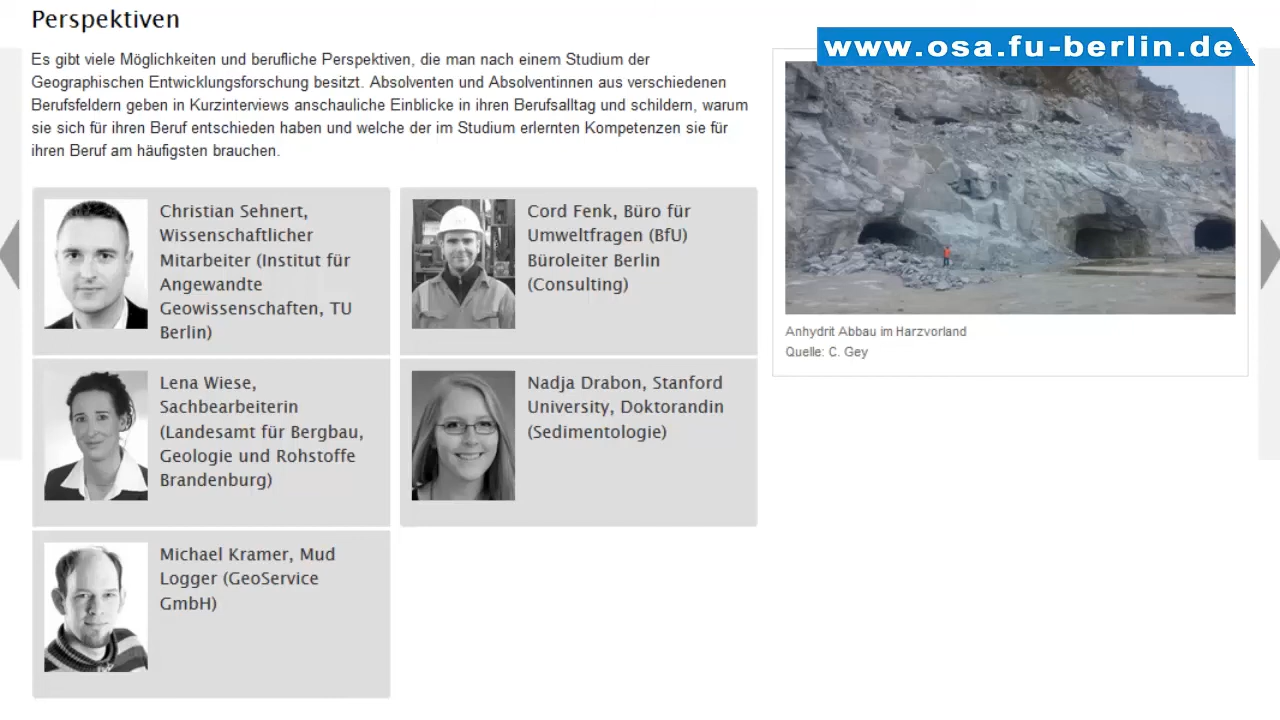 Perspektiven
www.osa.fu-berlin.de
Es gibt viele Möglichkeiten und berufliche Perspektiven, die man nach einem Studium der
Geographischen Entwicklungsforschung besitzt. Absolventen und Absolventinnen aus verschiedenen
Berufsfeldern geben in Kurzinterviews anschauliche Einblicke in ihren Berufsalltag und schildern, warum
sie sich für ihren Beruf entschieden haben und welche der im Studium erlernten Kompetenzen sie für
ihren Beruf am häufigsten brauchen.
Christian Sehnert,
Wissenschaftlicher
Mitarbeiter (Institut für
Angewandte
Geowissenschaften, TU
Berlin)
Cord Fenk, Büro für
Umweltfragen (BfU)
Büroleiter Berlin
(Consulting)
Anhydrit Abbau im Harzvorland
Quelle: C. Gey
Lena Wiese,
Sachbearbeiterin
(Landesamt für Bergbau,
Geologie und Rohstoffe
Brandenburg)
Nadja Drabon, Stanford
University, Doktorandin
(Sedimentologie)
Michael Kramer, Mud
Logger (GeoService
GmbH)